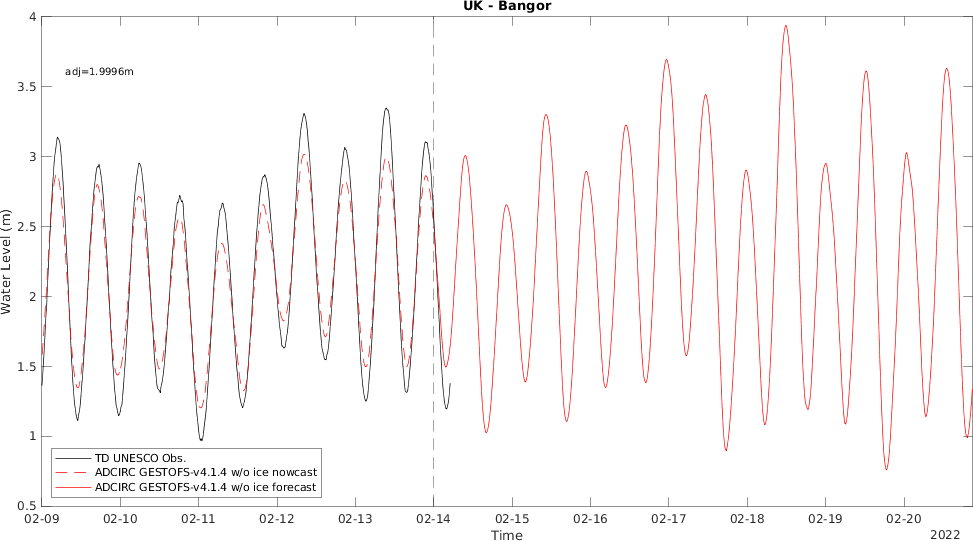 UK - Bangor
4
3.5
3
2.5
2
1.5
1
0.5
Water Level (m)
adj=1.9996m
TD UNESCO Obs.
ADCIRC GESTOFS-v4.1.4 w/o ice nowcast
ADCIRC GESTOFS-v4.1.4 w/o ice forecast
02-09 02-10 02-11 02-12 02-13 02-14 02-15 02-16 02-17 02-18 02-19 02-20
Time
2022